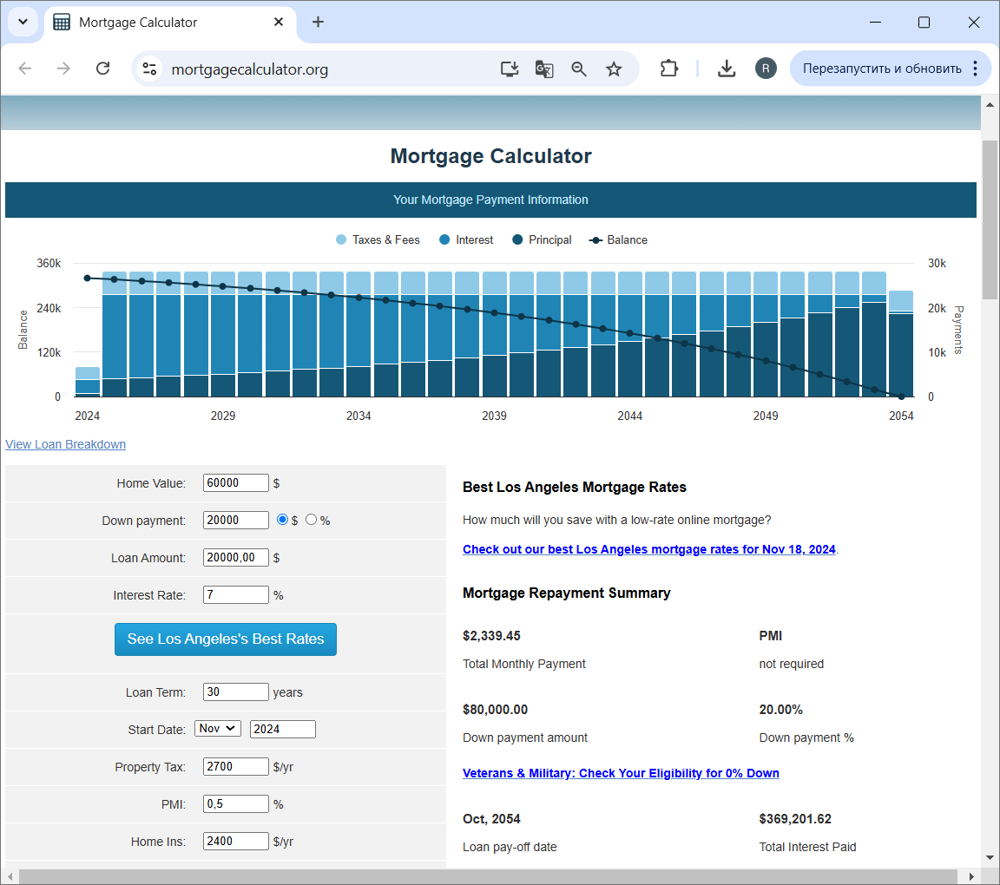 Mortgage Calculator
mortgagecalculator.org
R
Перезапустить и обновить
Mortgage Calculator
Your Mortgage Payment Information
Taxes & Fees Interest Principal Balance
360k 30k
240k 20k
120k 10k
0 0
Balance
Payments
2024 2029 2034 2039 2044 2049 2054
View Loan Breakdown
Home Value: 60000 $
Down payment: 20000 $ %
Loan Amount: 20000,00 $
Interest Rate: 7 %
See Los Angeles's Best Rates
Loan Term: 30 years
Start Date: Nov 2024
Property Tax: 2700 $/yr
PMI: 0,5 %
Home Ins: 2400 $/yr
Best Los Angeles Mortgage Rates
How much will you save with a low-rate online mortgage?
Check out our best Los Angeles mortgage rates for Nov 18, 2024.
Mortgage Repayment Summary
$2,339.45 PMI
Total Monthly Payment not required
$80,000.00 20.00%
Down payment amount Down payment %
Veterans & Military: Check Your Eligibility for 0% Down
Oct, 2054 $369,201.62
Loan pay-off date Total Interest Paid